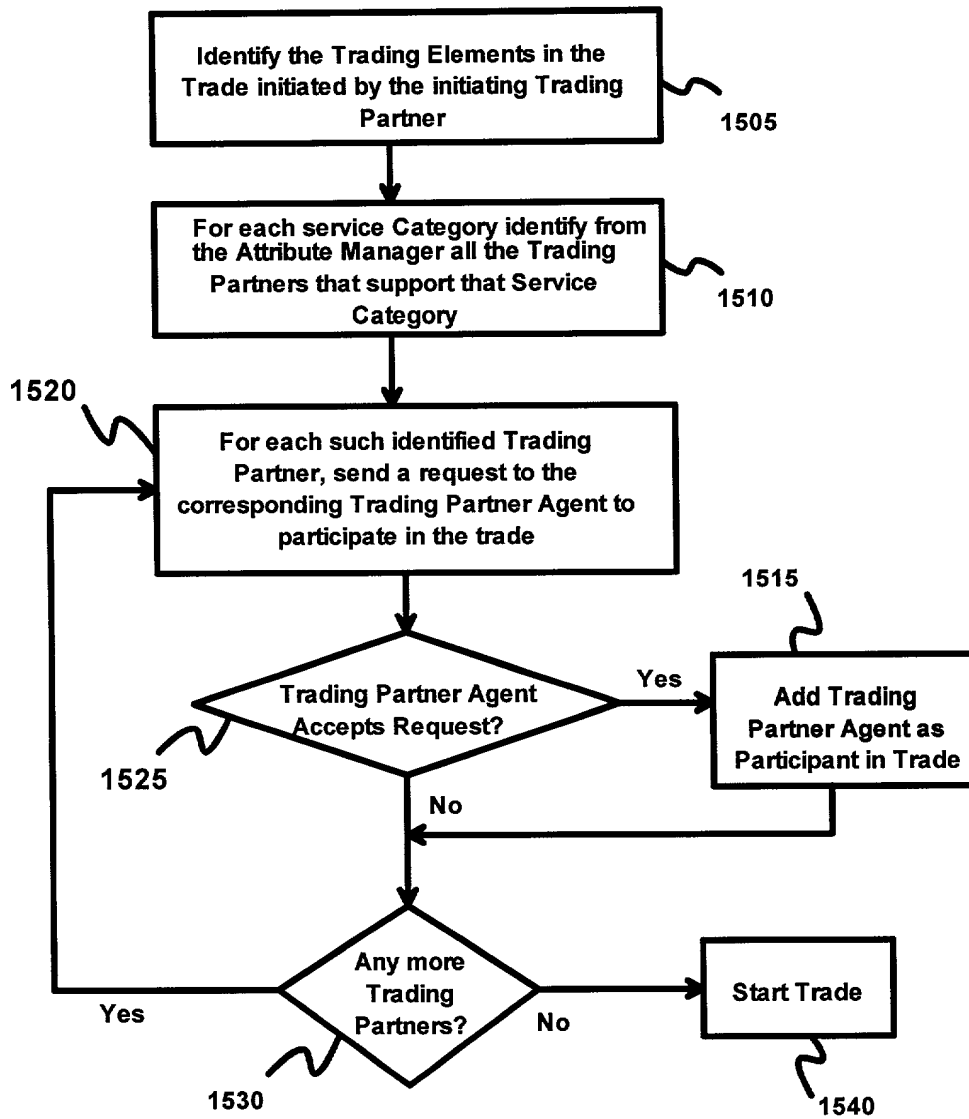 Identify the Trading Elements in the
Trade initiated by the initiating Trading
Partner
1505
For each service Category identify from
the Attribute Manager all the Trading
Partners that support that Service
Category
1510
1520
For each such identified Trading
Partner, send a request to the
corresponding Trading Partner Agent to
participate in the trade
1515
Trading Partner Agent
Accepts Request?
Yes
Add Trading
Partner Agent as
Participant in Trade
1525
No
Any more
Trading
Partners?
Yes
No
Start Trade
1530
1540